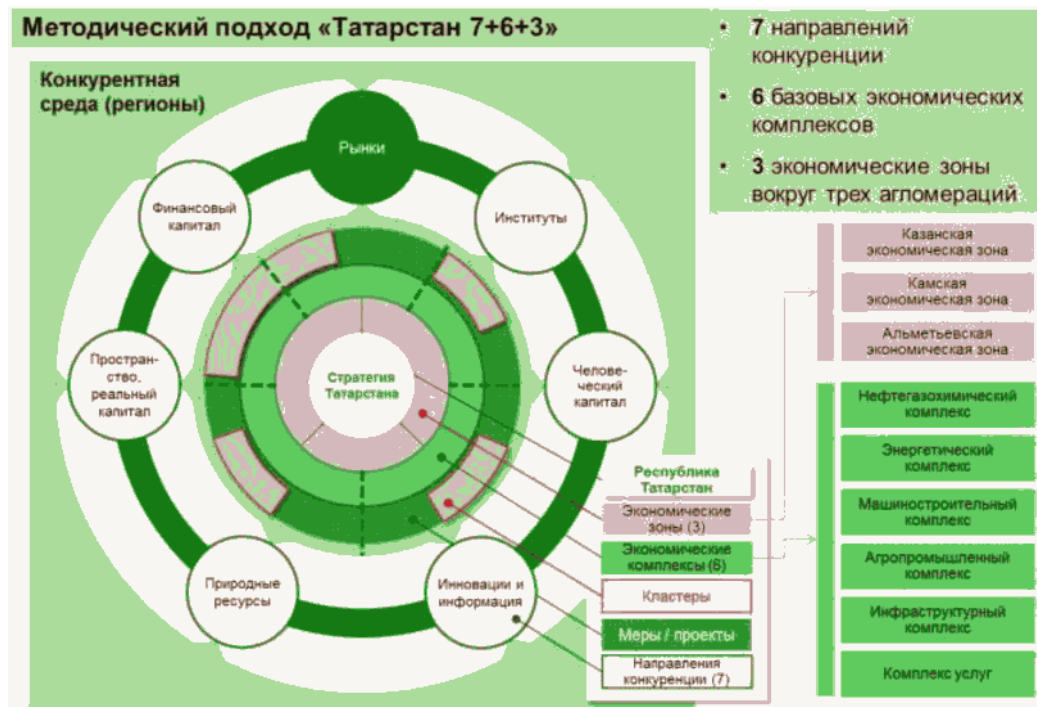 Методический подход «Татарстан 7+6+3»
• 7 направлений
конкуренции
• 6 базовых экономических
комплексов
• 3 экономические зоны
вокруг трех агломераций
Конкурентная
среда (регионы)
Рынки
Финансовый
капитал
Институты
Простран-
ство,
реальный
капитал
Стратегия
Татарстана
Челове-
ческий
капитал
Природные
ресурсы
Инновации и
информация
Республика
Татарстан
Экономические
зоны (3)
Экономические
комплексы (6)
Кластеры
Меры / проекты
Направления
конкуренции (7)
Казанская
экономическая зона
Камская
экономическая зона
Альметьевская
экономическая зона
Нефтегазохимический
комплекс
Энергетический
комплекс
Машиностроительный
комплекс
Агропромышленный
комплекс
Инфраструктурный
комплекс
Комплекс услуг